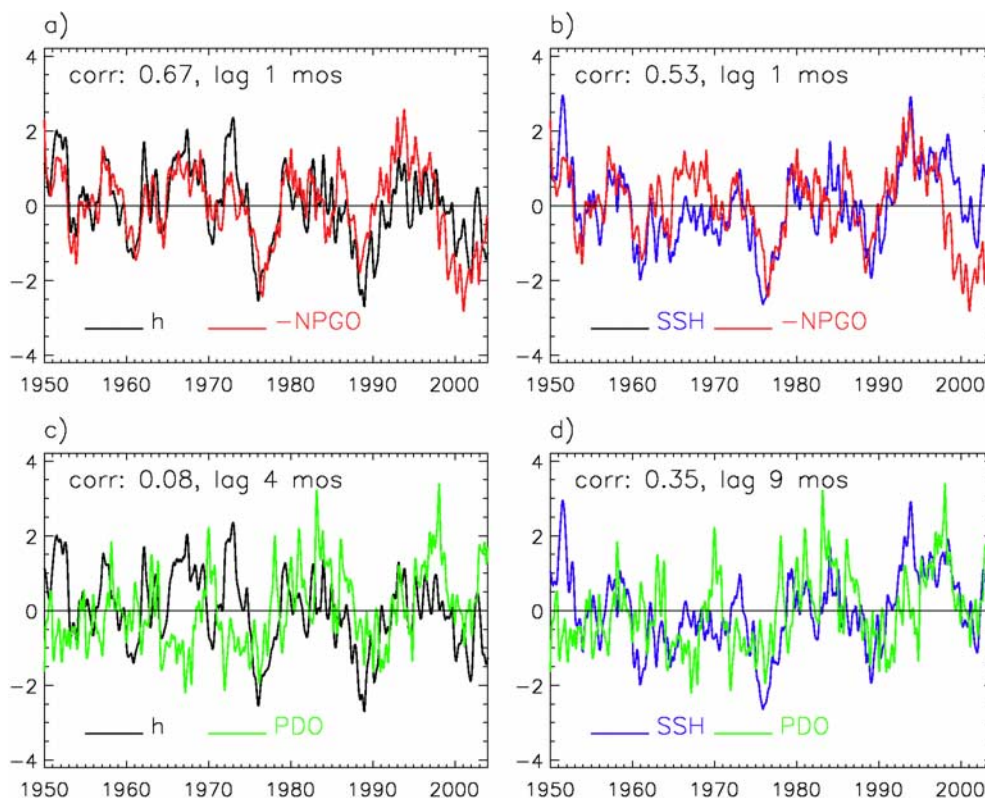 a)
corr: 0.67, lag 1 mos
4
2
0
−2
−4
h −NPGO
1950 1960 1970 1980 1990 2000
b)
corr: 0.53, lag 1 mos
4
2
0
−2
−4
SSH −NPGO
1950 1960 1970 1980 1990 2000
c)
corr: 0.08, lag 4 mos
4
2
0
−2
−4
h PDO
1950 1960 1970 1980 1990 2000
d)
corr: 0.35, lag 9 mos
4
2
0
−2
−4
SSH PDO
1950 1960 1970 1980 1990 2000